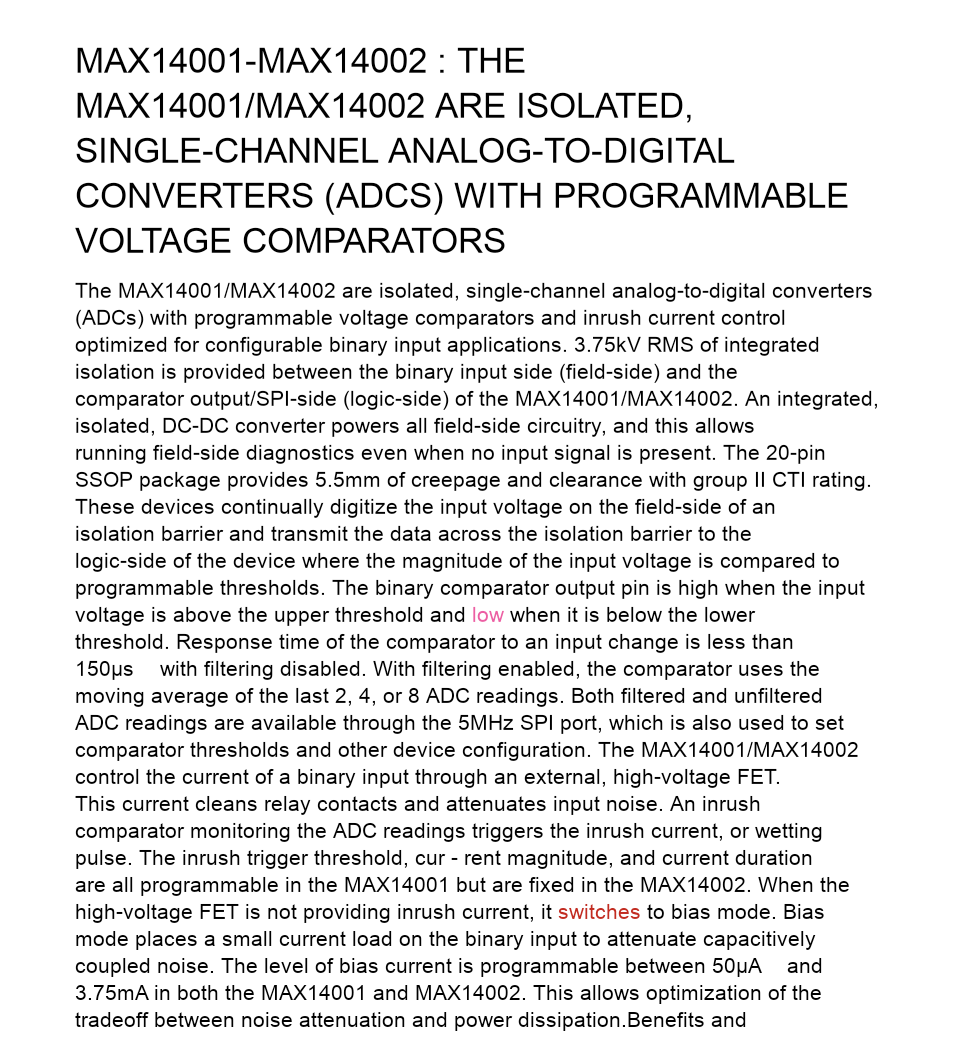 MAX14001-MAX14002 : THE
MAX14001/MAX14002 ARE ISOLATED,
SINGLE-CHANNEL ANALOG-TO-DIGITAL
CONVERTERS (ADCS) WITH PROGRAMMABLE
VOLTAGE COMPARATORS
The MAX14001/MAX14002 are isolated, single-channel analog-to-digital converters
(ADCs) with programmable voltage comparators and inrush current control
optimized for configurable binary input applications. 3.75kV RMS of integrated
isolation is provided between the binary input side (field-side) and the
comparator output/SPI-side (logic-side) of the MAX14001/MAX14002. An integrated,
isolated, DC-DC converter powers all field-side circuitry, and this allows
running field-side diagnostics even when no input signal is present. The 20-pin
SSOP package provides 5.5mm of creepage and clearance with group II CTI rating.
These devices continually digitize the input voltage on the field-side of an
isolation barrier and transmit the data across the isolation barrier to the
logic-side of the device where the magnitude of the input voltage is compared to
programmable thresholds. The binary comparator output pin is high when the input
voltage is above the upper threshold and low when it is below the lower
threshold. Response time of the comparator to an input change is less than
150µs with filtering disabled. With filtering enabled, the comparator uses the
moving average of the last 2, 4, or 8 ADC readings. Both filtered and unfiltered
ADC readings are available through the 5MHz SPI port, which is also used to set
comparator thresholds and other device configuration. The MAX14001/MAX14002
control the current of a binary input through an external, high-voltage FET.
This current cleans relay contacts and attenuates input noise. An inrush
comparator monitoring the ADC readings triggers the inrush current, or wetting
pulse. The inrush trigger threshold, cur - rent magnitude, and current duration
are all programmable in the MAX14001 but are fixed in the MAX14002. When the
high-voltage FET is not providing inrush current, it switches to bias mode. Bias
mode places a small current load on the binary input to attenuate capacitively
coupled noise. The level of bias current is programmable between 50µA and
3.75mA in both the MAX14001 and MAX14002. This allows optimization of the
tradeoff between noise attenuation and power dissipation.Benefits and